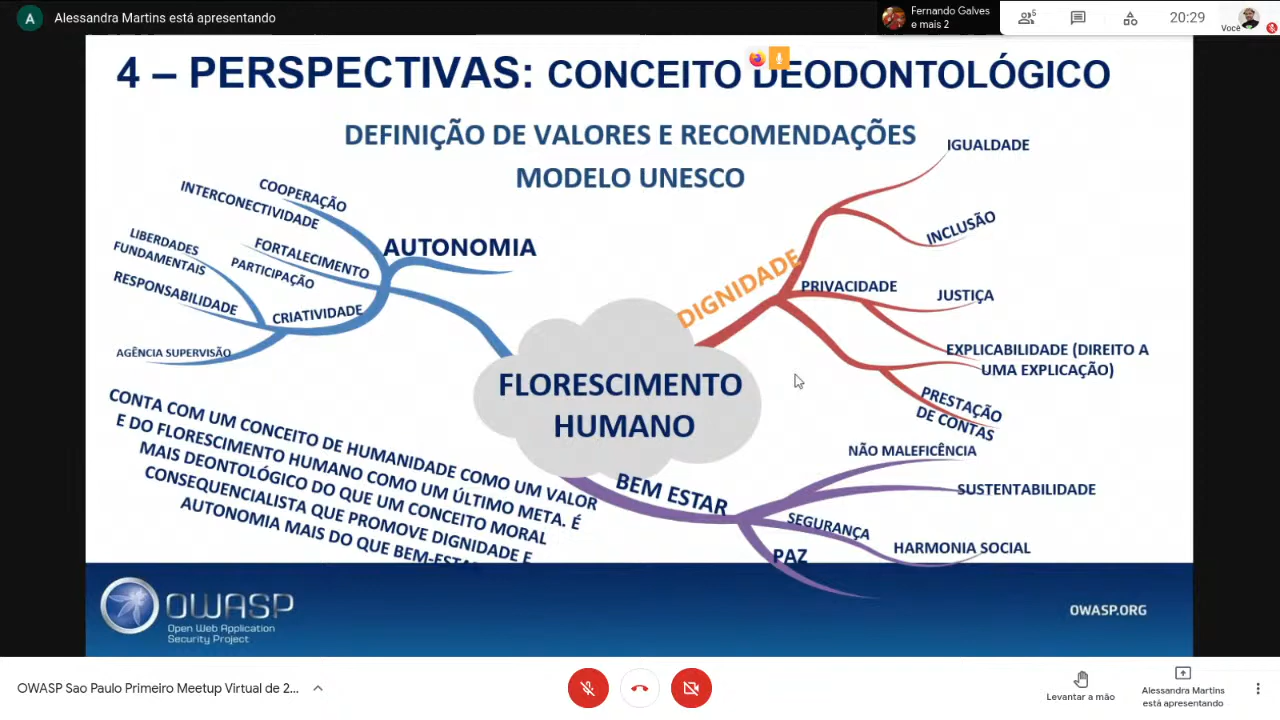 A
Alessandra Martins está apresentando
Fernando Galves
e mais 2
6
20:29
Você
4 – PERSPECTIVAS: CONCEITO DEODONTOLÓGICO
DEFINIÇÃO DE VALORES E RECOMENDAÇÕES
MODELO UNESCO
COOPERAÇÃO
INTERCONECTIVIDADE
AUTONOMIA
LIBERDADES
FUNDAMENTAIS
FORTALECIMENTO
PARTICIPAÇÃO
RESPONSABILIDADE
CRIATIVIDADE
AGÊNCIA SUPERVISÃO
IGUALDADE
INCLUSÃO
DIGNIDADE
PRIVACIDADE
JUSTIÇA
EXPLICABILIDADE (DIREITO A
UMA EXPLICAÇÃO)
PRESTAÇÃO
DE CONTAS
FLORESCIMENTO
HUMANO
CONTA COM UM CONCEITO DE HUMANIDADE COMO UM VALOR
E DO FLORESCIMENTO HUMANO COMO UM ÚLTIMO META. É
MAIS DEONTOLÓGICO DO QUE UM CONCEITO MORAL
CONSEQUENCIALISTA QUE PROMOVE DIGNIDADE E
AUTONOMIA MAIS DO QUE BEM-ESTA
BEM ESTAR
NÃO MALEFICÊNCIA
SUSTENTABILIDADE
SEGURANÇA
HARMONIA SOCIAL
PAZ
OWASP
Open Web Application
Security Project
OWASP.ORG
OWASP Sao Paulo Primeiro Meetup Virtual de 2...
Levantar a mão
Alessandra Martins
está apresentando